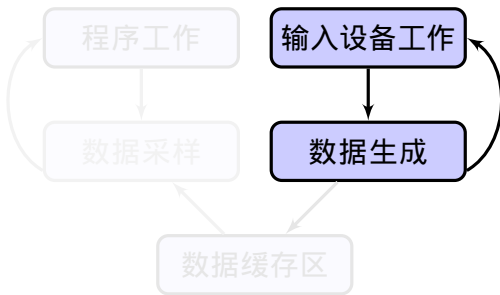 程序工作
输入设备工作
数据采样
数据生成
数据缓存区